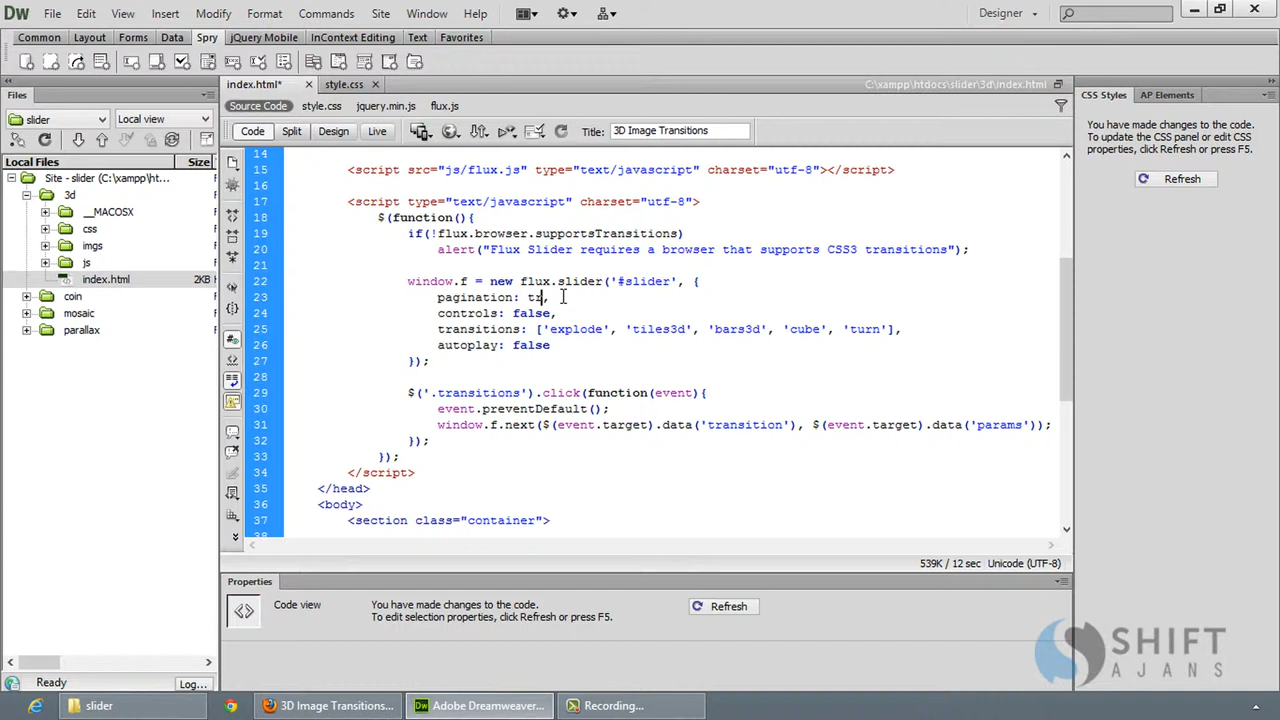 Dw File Edit View Insert Modify Format Commands Site Window Help Designer
Common Layout Forms Data Spry jQuery Mobile InContext Editing Text Favorites
Files
slider Local view
Local Files Size
Site - slider (C:\xampp\ht...
3d
__MACOSX
css
imgs
js
index.html 2KB
coin
mosaic
parallax
Ready Log...
index.html* style.css C:\xampp\htdocs\slider\3d\index.html
Source Code style.css jquery.min.js flux.js
Code Split Design Live Title: 3D Image Transitions
14
15 <script src="js/flux.js" type="text/javascript" charset="utf-8"></script>
16
17 <script type="text/javascript" charset="utf-8">
18 $(function(){
19 if(!flux.browser.supportsTransitions)
20 alert("Flux Slider requires a browser that supports CSS3 transitions");
21
22 window.f = new flux.slider('#slider', {
23 pagination: tr,
24 controls: false,
25 transitions: ['explode', 'tiles3d', 'bars3d', 'cube', 'turn'],
26 autoplay: false
27 });
28
29 $('.transitions').click(function(event){
30 event.preventDefault();
31 window.f.next($(event.target).data('transition'), $(event.target).data('params'));
32 });
33 });
34 </script>
35 </head>
36 <body>
37 <section class="container">
539K / 12 sec Unicode (UTF-8)
Properties
Code view
You have made changes to the code.
To edit selection properties, click Refresh or press F5.
Refresh
CSS Styles AP Elements
You have made changes to the code.
To update the CSS panel or edit CSS
properties, click Refresh or press F5.
Refresh
SHIFT
AJANS
slider 3D Image Transitions... Dw Adobe Dreamweaver... Recording...